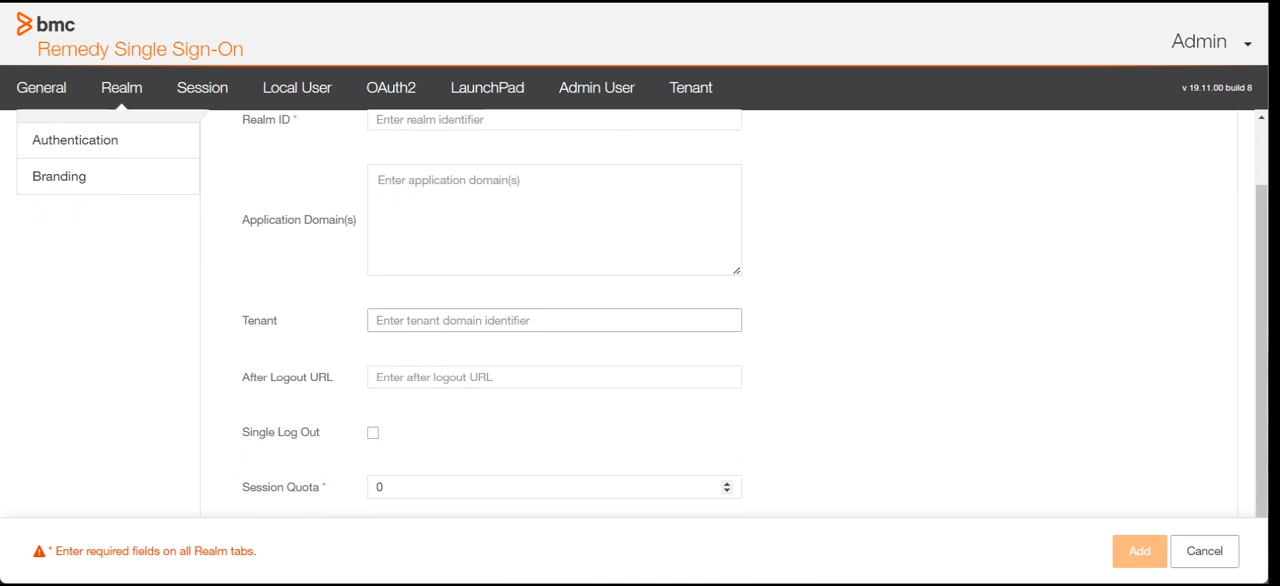 bmc
Remedy Single Sign-On
Admin
General Realm Session Local User OAuth2 LaunchPad Admin User Tenant v 19.11.00 build 8
Authentication
Branding
Realm ID * Enter realm identifier
Application Domain(s) Enter application domain(s)
Tenant Enter tenant domain identifier
After Logout URL Enter after logout URL
Single Log Out
Session Quota * 0
* Enter required fields on all Realm tabs.
Add Cancel